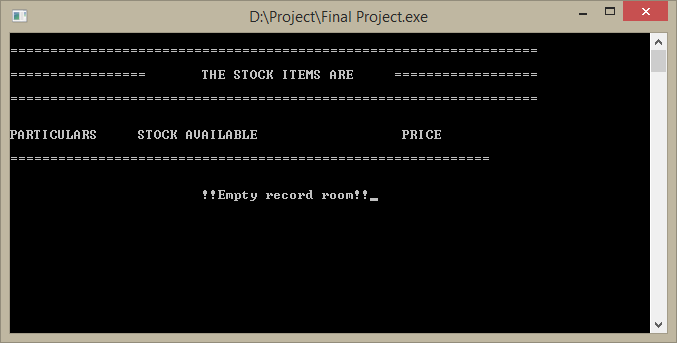 D:\Project\Final Project.exe
==================================================================
================= THE STOCK ITEMS ARE ==================
==================================================================
PARTICULARS STOCK AVAILABLE PRICE
============================================================
!!Empty record room!!_